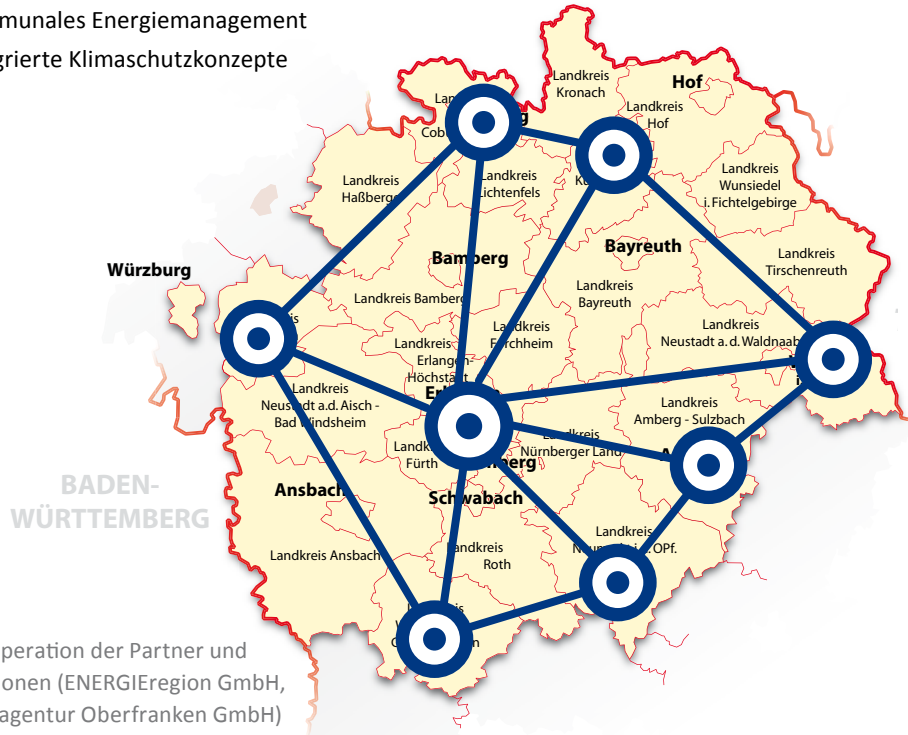 munales Energiemanagement
grierte Klimaschutzkonzepte
Landkreis
Kronach
Hof
Landkreis
Hof
Landkreis
Haßberge
Landkreis
Lichtenfels
Landkreis
Wunsiedel
i. Fichtelgebirge
Bamberg
Bayreuth
Landkreis
Tirschenreuth
Würzburg
Landkreis Bamberg
Landkreis
Bayreuth
Landkreis
Forchheim
Landkreis
Neustadt a. d. Waldnaab
Landkreis
Erlangen-
Höchstadt
Landkreis
Neustadt a.d. Aisch -
Bad Windsheim
Landkreis
Amberg - Sulzbach
Fürth
Landkreis
Nürnberger Land
BADEN-
WÜRTTEMBERG
Ansbach
Schwabach
Landkreis Ansbach
Landkreis
Roth
Landkreis
OPf.
peration der Partner und
ionen (ENERGIEregion GmbH,
agentur Oberfranken GmbH)